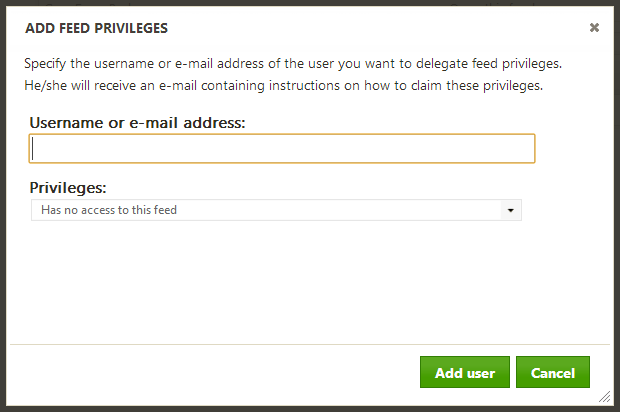 ADD FEED PRIVILEGES
Specify the username or e-mail address of the user you want to delegate feed privileges.
He/she will receive an e-mail containing instructions on how to claim these privileges.
Username or e-mail address:
Privileges:
Has no access to this feed
Add user
Cancel